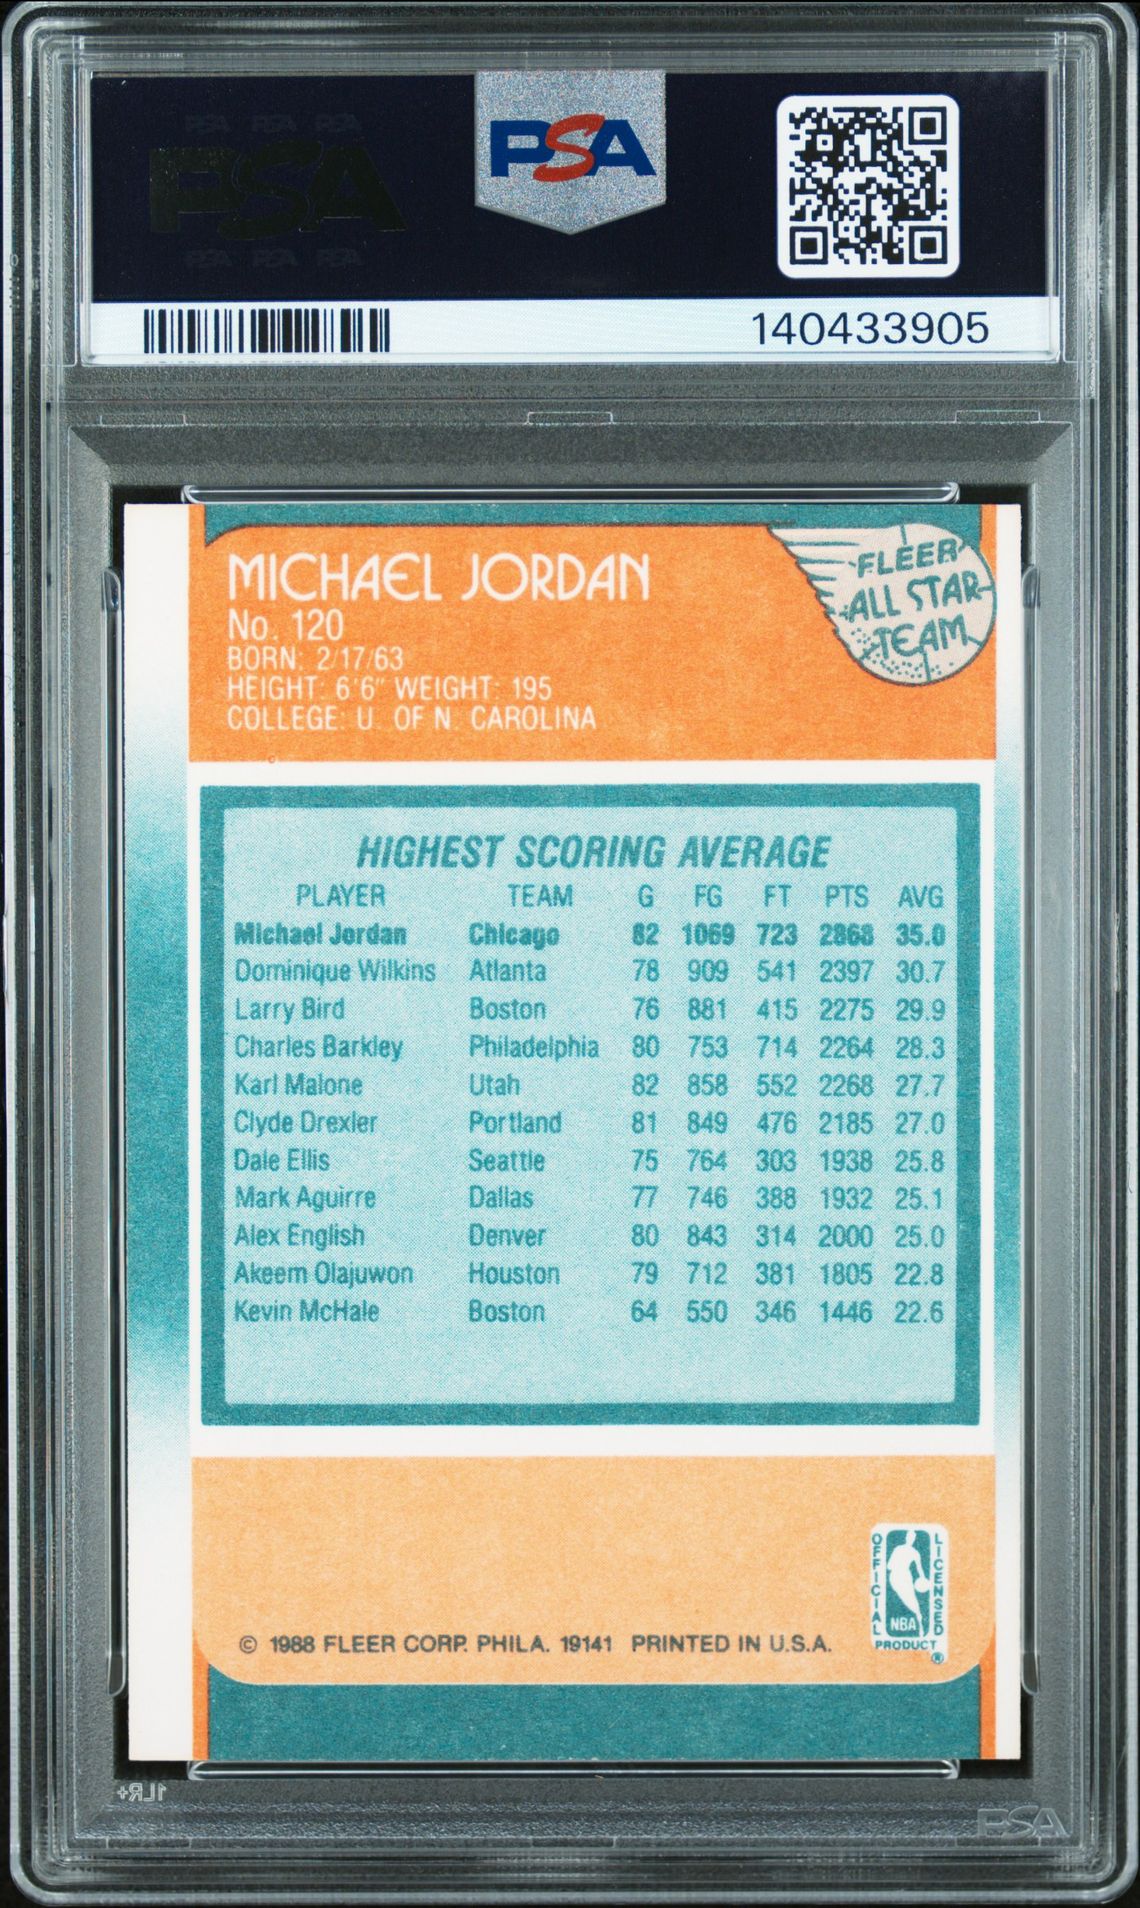 PSA PSA PSA
PSA
PSA PSA PSA
PSA
140433905
MICHAEL JORDAN
No. 120
BORN: 2/17/63
HEIGHT: 6'6" WEIGHT: 195
COLLEGE: U. OF N. CAROLINA
FLEER
ALL STAR
TEAM
HIGHEST SCORING AVERAGE
PLAYER TEAM G FG FT PTS AVG
Michael Jordan Chicago 82 1069 723 2868 35.0
Dominique Wilkins Atlanta 78 909 541 2397 30.7
Larry Bird Boston 76 881 415 2275 29.9
Charles Barkley Philadelphia 80 753 714 2264 28.3
Karl Malone Utah 82 858 552 2268 27.7
Clyde Drexler Portland 81 849 476 2185 27.0
Dale Ellis Seattle 75 764 303 1938 25.8
Mark Aguirre Dallas 77 746 388 1932 25.1
Alex English Denver 80 843 314 2000 25.0
Akeem Olajuwon Houston 79 712 381 1805 22.8
Kevin McHale Boston 64 550 346 1446 22.6
OFFICIAL LICENSED
NBA
PRODUCT
®
© 1988 FLEER CORP. PHILA. 19141 PRINTED IN U.S.A.
1LR+
PSA